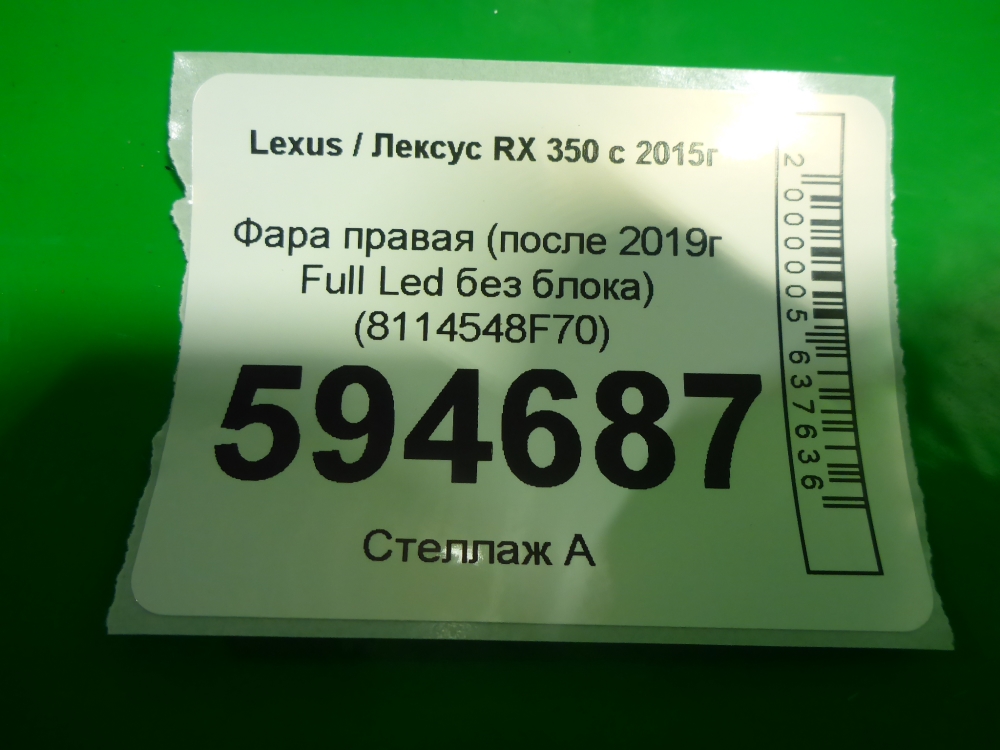 Lexus / Лексус RX 350 с 2015г
Фара правая (после 2019г
Full Led без блока)
(8114548F70)
594687
Стеллаж А
2000005637636